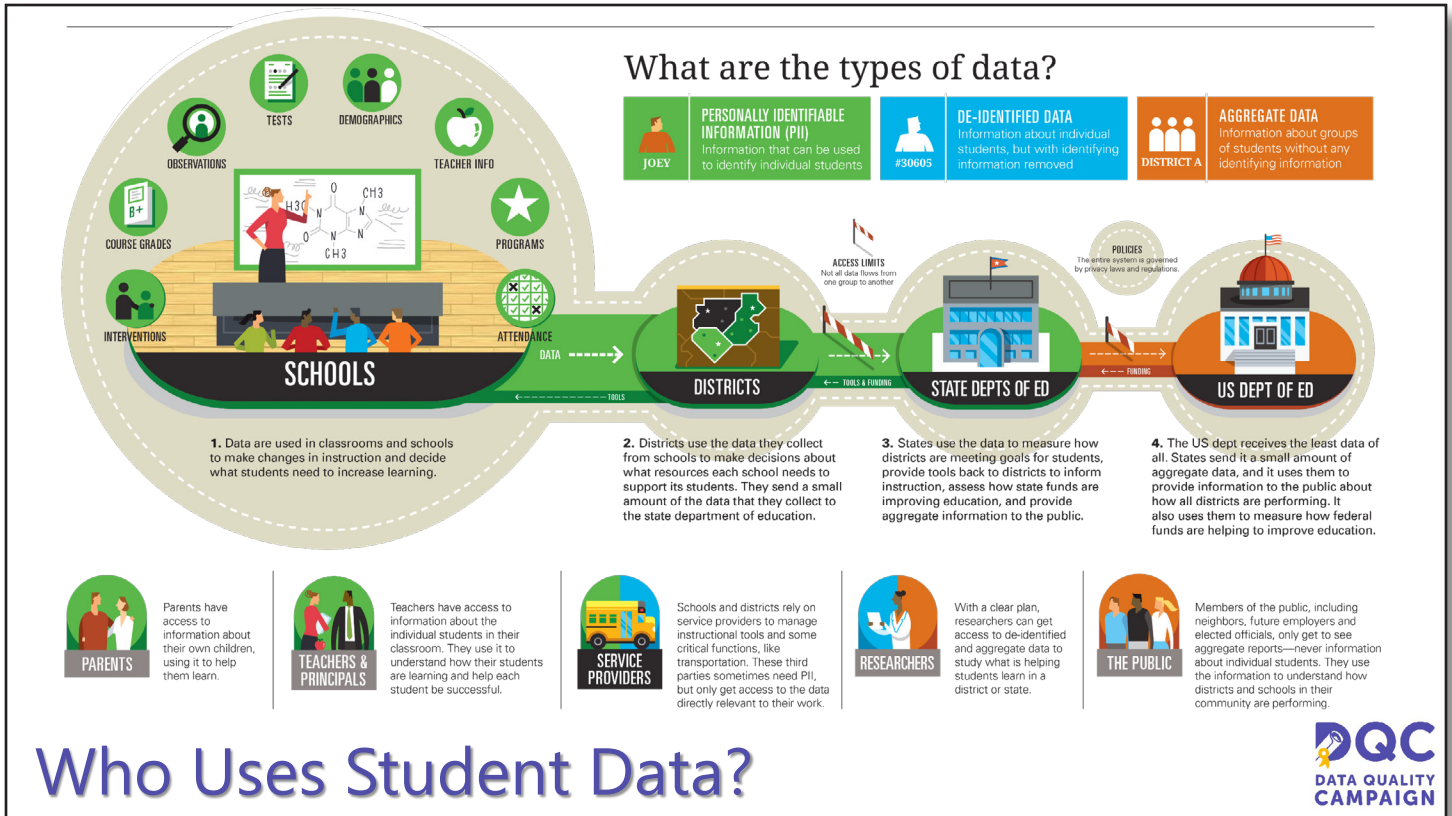 What are the types of data?
PERSONALLY IDENTIFIABLE
INFORMATION (PII)
Information that can be used
to identify individual students
JOEY
DE-IDENTIFIED DATA
Information about individual
students, but with identifying
information removed
#30605
AGGREGATE DATA
Information about groups
of students without any
identifying information
DISTRICT A
TESTS
DEMOGRAPHICS
OBSERVATIONS
TEACHER INFO
B+
COURSE GRADES
PROGRAMS
INTERVENTIONS
ATTENDANCE
H3C
O
CH3
N
N
O
N
N
CH3
SCHOOLS
DATA
TOOLS
DISTRICTS
ACCESS LIMITS
Not all data flows from
one group to another
TOOLS & FUNDING
STATE DEPTS OF ED
POLICIES
The entire system is governed
by privacy laws and regulations.
FUNDING
US DEPT OF ED
1. Data are used in classrooms and schools
to make changes in instruction and decide
what students need to increase learning.
2. Districts use the data they collect
from schools to make decisions about
what resources each school needs to
support its students. They send a small
amount of the data that they collect to
the state department of education.
3. States use the data to measure how
districts are meeting goals for students,
provide tools back to districts to inform
instruction, assess how state funds are
improving education, and provide
aggregate information to the public.
4. The US dept receives the least data of
all. States send it a small amount of
aggregate data, and it uses them to
provide information to the public about
how all districts are performing. It
also uses them to measure how federal
funds are helping to improve education.
PARENTS
Parents have
access to
information about
their own children,
using it to help
them learn.
TEACHERS &
PRINCIPALS
Teachers have access to
information about the
individual students in their
classroom. They use it to
understand how their students
are learning and help each
student be successful.
SERVICE
PROVIDERS
Schools and districts rely on
service providers to manage
instructional tools and some
critical functions, like
transportation. These third
parties sometimes need PII,
but only get access to the data
directly relevant to their work.
RESEARCHERS
With a clear plan,
researchers can get
access to de-identified
and aggregate data to
study what is helping
students learn in a
district or state.
THE PUBLIC
Members of the public, including
neighbors, future employers and
elected officials, only get to see
aggregate reports—never information
about individual students. They use
the information to understand how
districts and schools in their
community are performing.
Who Uses Student Data?
DQC
DATA QUALITY
CAMPAIGN